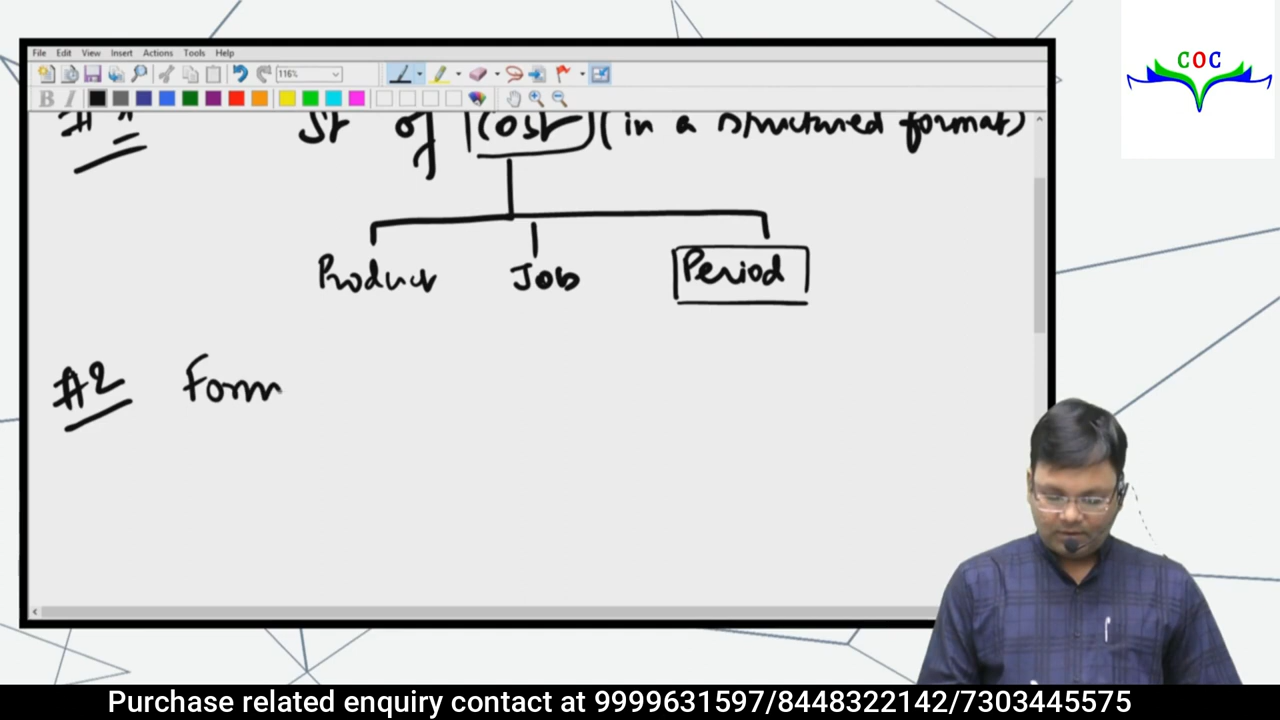 COC
File Edit View Insert Actions Tools Help
116%
B I
St of Cost (in a structured format)
Product Job Period
#2 Form
Purchase related enquiry contact at 9999631597/8448322142/7303445575